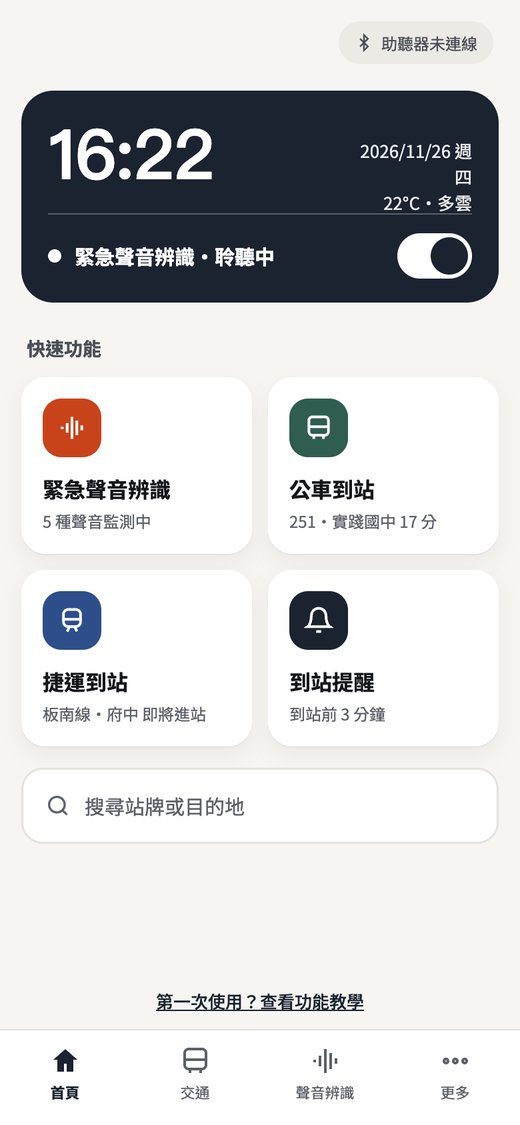 助聽器未連線
16:22
2026/11/26 週
四
22°C・多雲
緊急聲音辨識・聆聽中
快速功能
緊急聲音辨識
5 種聲音監測中
公車到站
251・實踐國中 17 分
捷運到站
板南線・府中 即將進站
到站提醒
到站前 3 分鐘
搜尋站牌或目的地
第一次使用？查看功能教學
首頁
交通
聲音辨識
更多